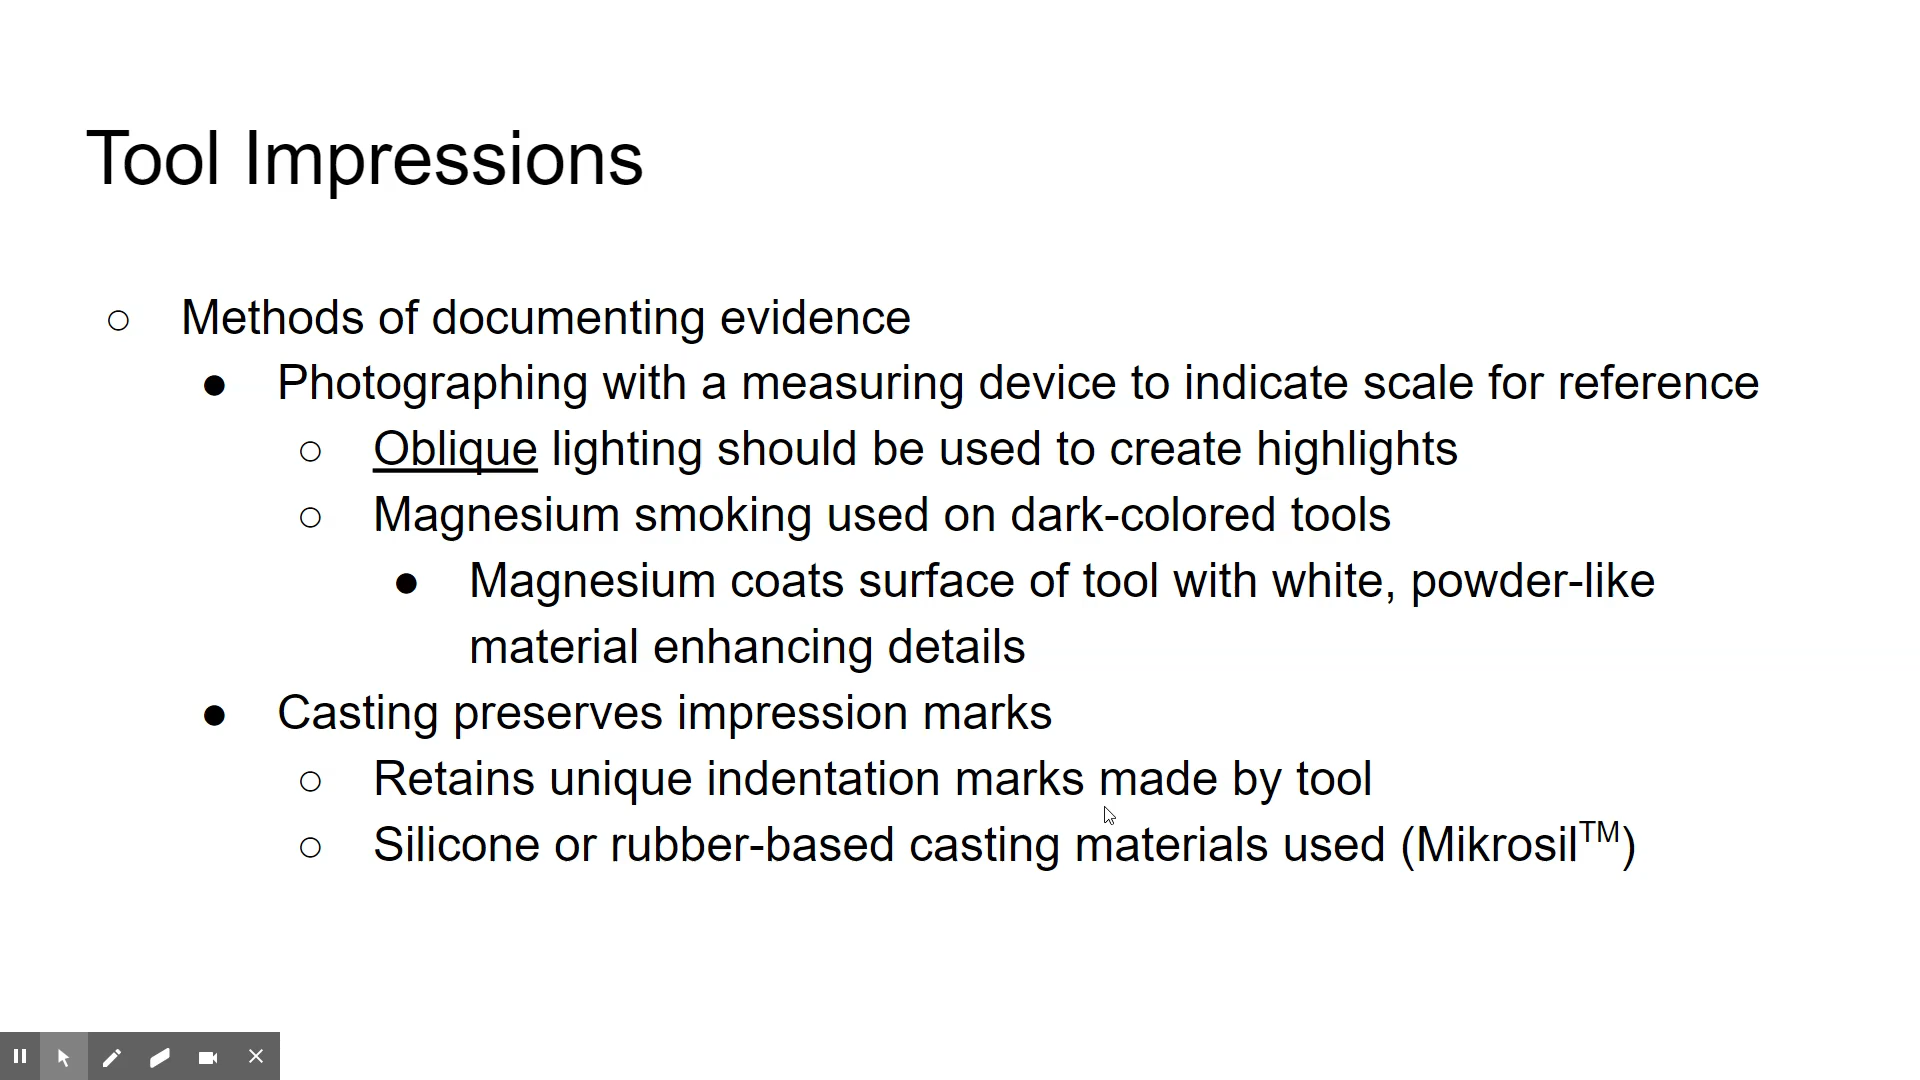 Tool Impressions
○ Methods of documenting evidence
● Photographing with a measuring device to indicate scale for reference
○ Oblique lighting should be used to create highlights
○ Magnesium smoking used on dark-colored tools
● Magnesium coats surface of tool with white, powder-like
material enhancing details
● Casting preserves impression marks
○ Retains unique indentation marks made by tool
○ Silicone or rubber-based casting materials used (Mikrosil™)